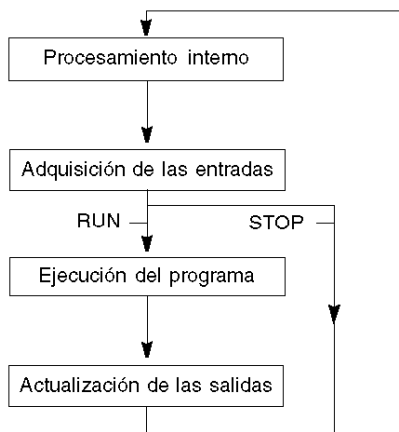 Procesamiento interno
Adquisición de las entradas
RUN
STOP
Ejecución del programa
Actualización de las salidas